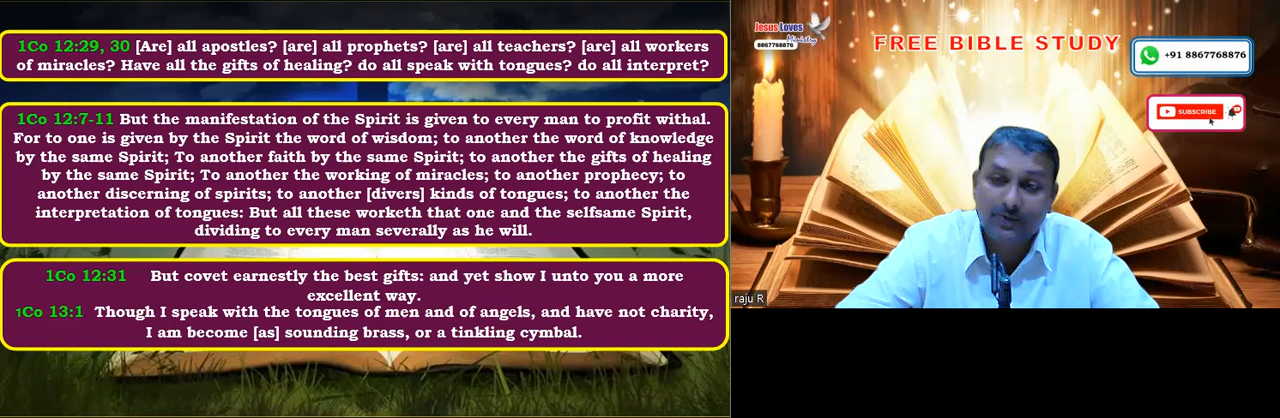 1Co 12:29, 30 [Are] all apostles? [are] all prophets? [are] all teachers? [are] all workers
of miracles? Have all the gifts of healing? do all speak with tongues? do all interpret?
1Co 12:7-11 But the manifestation of the Spirit is given to every man to profit withal.
For to one is given by the Spirit the word of wisdom; to another the word of knowledge
by the same Spirit; To another faith by the same Spirit; to another the gifts of healing
by the same Spirit; To another the working of miracles; to another prophecy; to
another discerning of spirits; to another [divers] kinds of tongues; to another the
interpretation of tongues: But all these worketh that one and the selfsame Spirit,
dividing to every man severally as he will.
1Co 12:31 But covet earnestly the best gifts: and yet show I unto you a more
excellent way.
1Co 13:1 Though I speak with the tongues of men and of angels, and have not charity,
I am become [as] sounding brass, or a tinkling cymbal.
Jesus Loves
Ministry
8867768876
FREE BIBLE STUDY
+91 8867768876
SUBSCRIBE
raju R